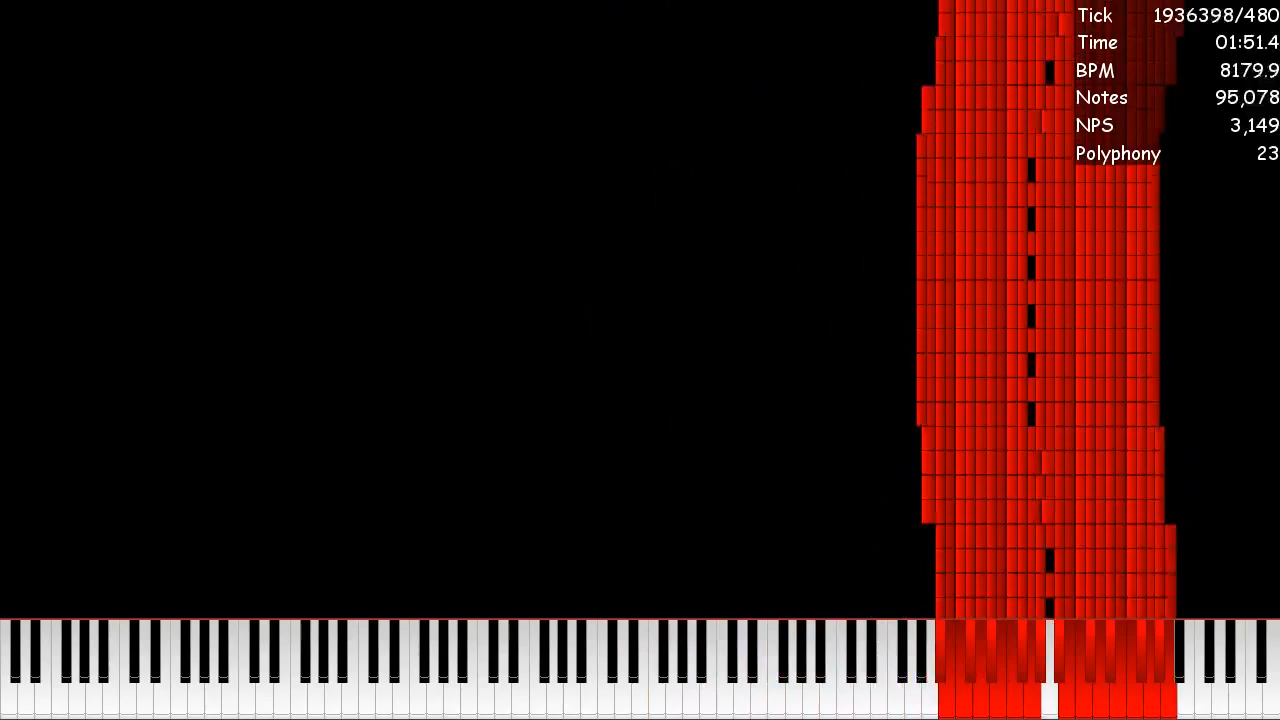 Tick 1936398/480
Time 01:51.4
BPM 8179.9
Notes 95,078
NPS 3,149
Polyphony 23